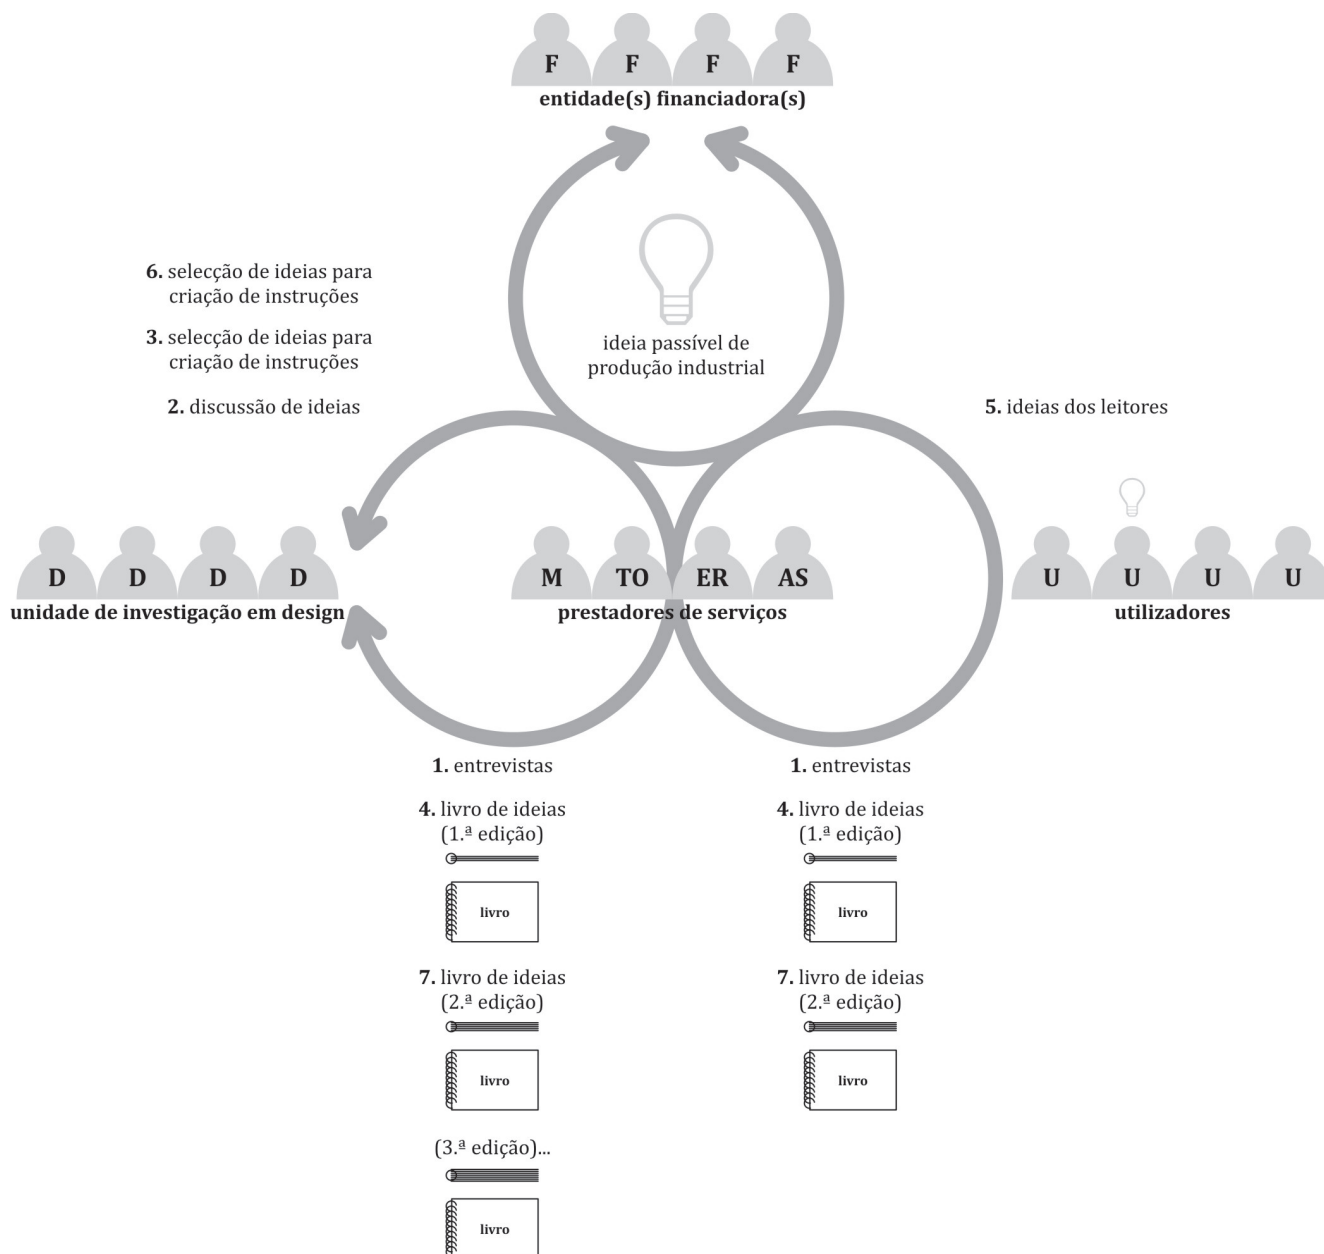 F F F F
entidade(s) financiadora(s)
6. selecção de ideias para
criação de instruções
3. selecção de ideias para
criação de instruções
2. discussão de ideias
ideia passível de
produção industrial
5. ideias dos leitores
D D D D
unidade de investigação em design
M TO ER AS
prestadores de serviços
U U U U
utilizadores
1. entrevistas
4. livro de ideias
(1.ª edição)
livro
7. livro de ideias
(2.ª edição)
livro
(3.ª edição)...
livro
1. entrevistas
4. livro de ideias
(1.ª edição)
livro
7. livro de ideias
(2.ª edição)
livro